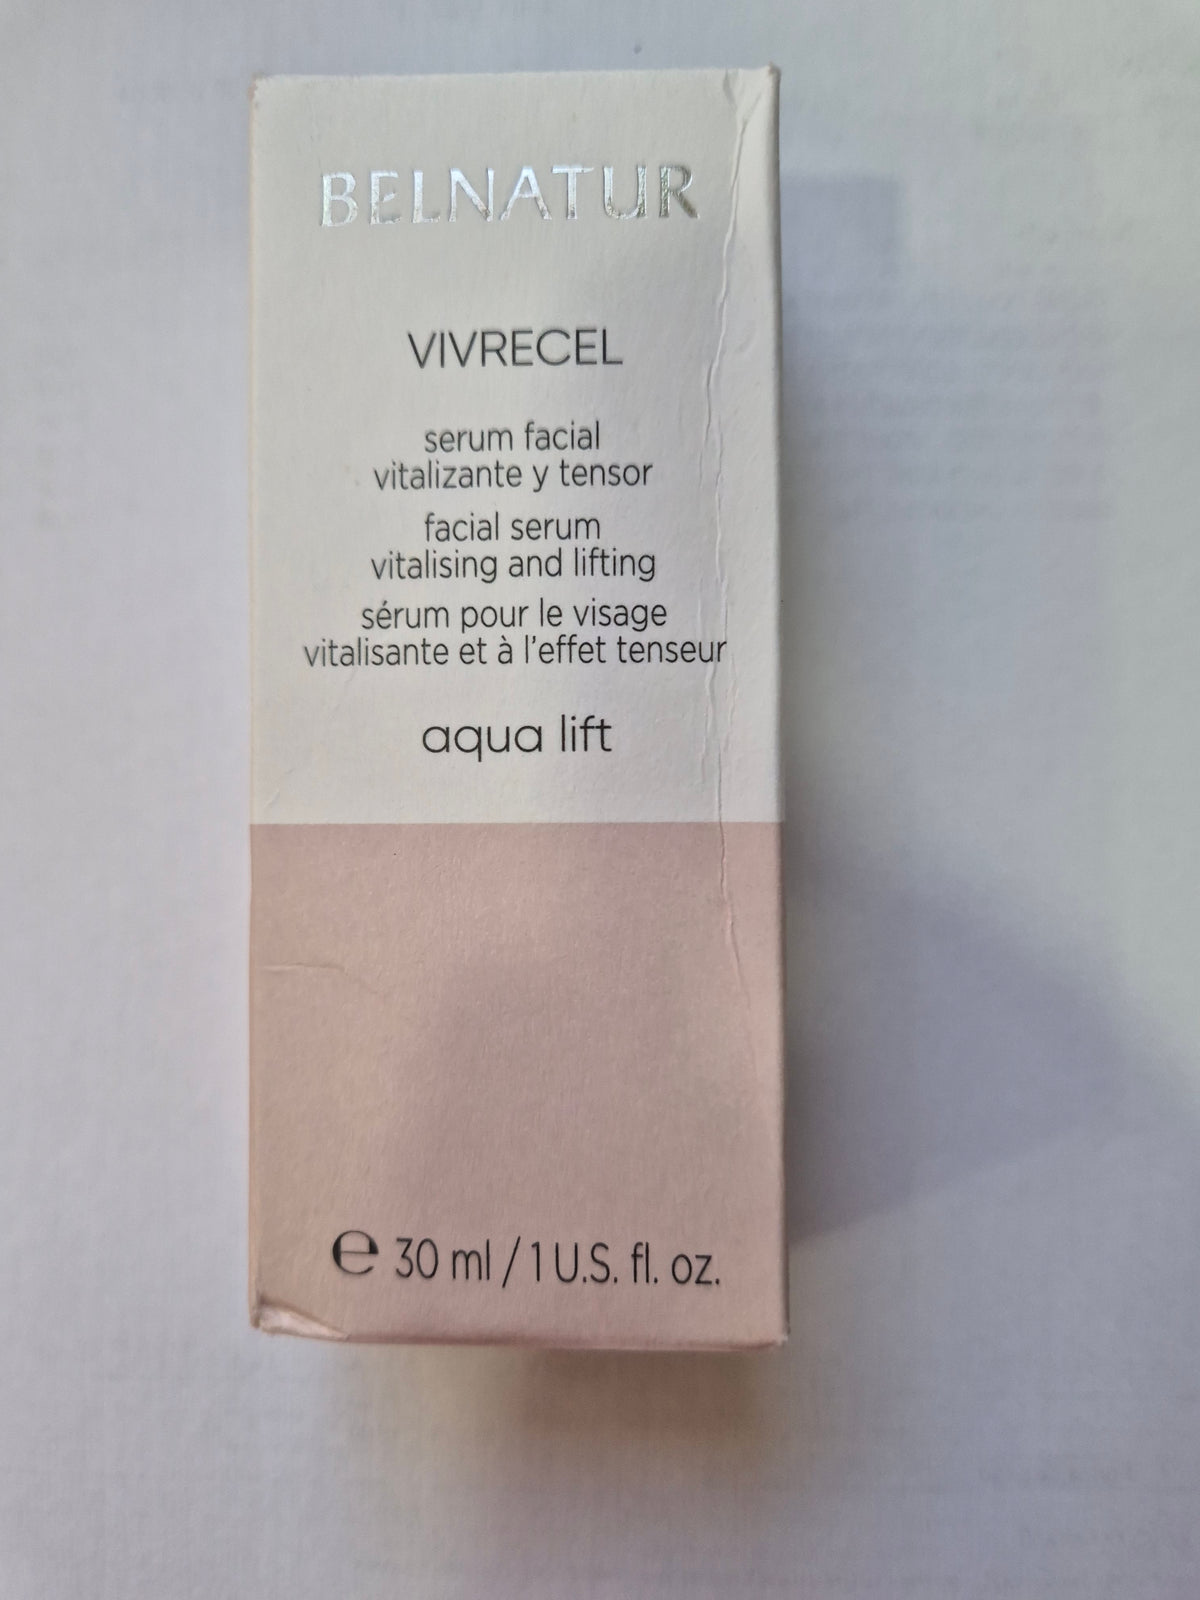 BELNATUR
VIVRECEL
serum facial
vitalizante y tensor
facial serum
vitalising and lifting
sérum pour le visage
vitalisante et à l'effet tenseur
aqua lift
℮ 30 ml / 1 U.S. fl. oz.